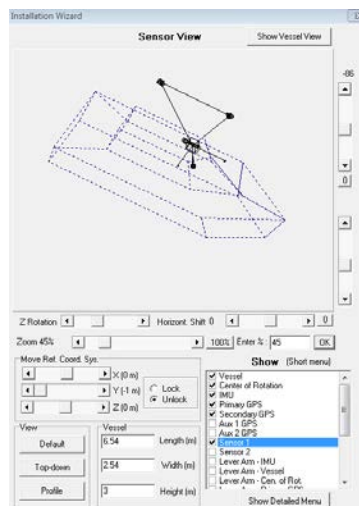 Installation Wizard
Sensor View
Show Vessel View
-86
0
Z Rotation
Horizont. Shift 0
0
Zoom 45%
100%
Enter %:
45
OK
Move Ref. Coord. Sys.
X (0 m)
Y (-1 m)
Z (0 m)
Lock
Unlock
Show (Short menu)
Vessel
Center of Rotation
IMU
Primary GPS
Secondary GPS
Aux 1 GPS
Aux 2 GPS
Sensor 1
Sensor 2
Lever Arm - IMU
Lever Arm - Vessel
Lever Arm - Cen. of Rot.
View
Default
Top-down
Profile
Vessel
6.54 Length (m)
2.54 Width (m)
3 Height (m)
Show Detailed Menu